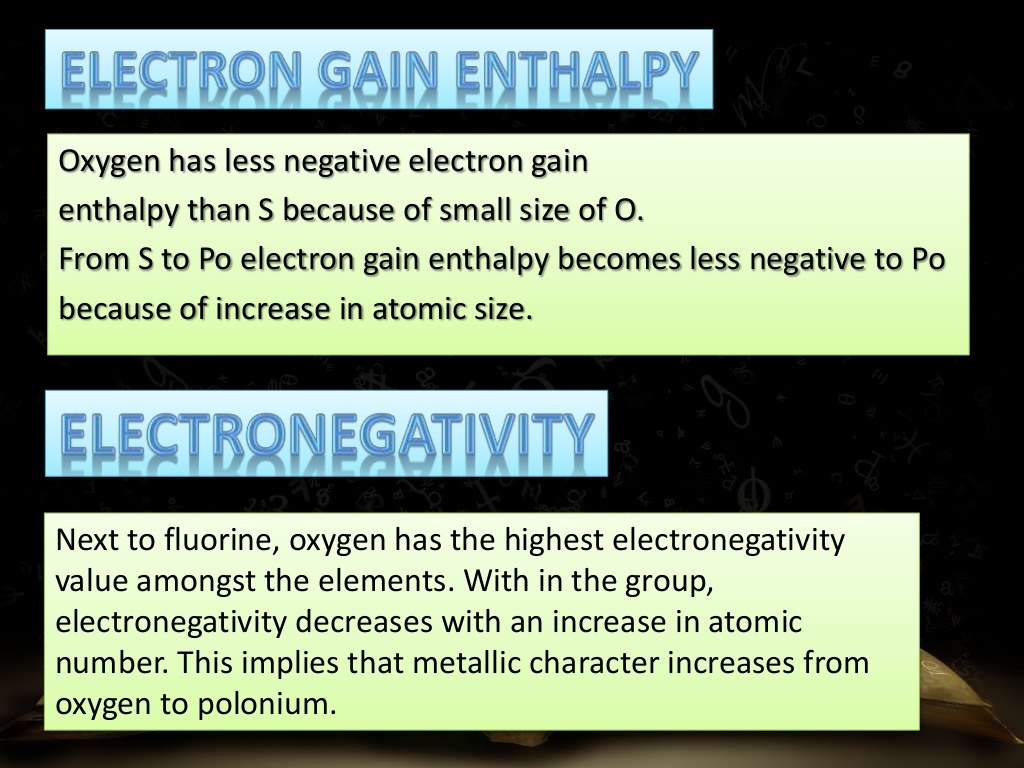 ELECTRON GAIN ENTHALPY
Oxygen has less negative electron gain
enthalpy than S because of small size of O.
From S to Po electron gain enthalpy becomes less negative to Po
because of increase in atomic size.
ELECTRONEGATIVITY
Next to fluorine, oxygen has the highest electronegativity
value amongst the elements. With in the group,
electronegativity decreases with an increase in atomic
number. This implies that metallic character increases from
oxygen to polonium.